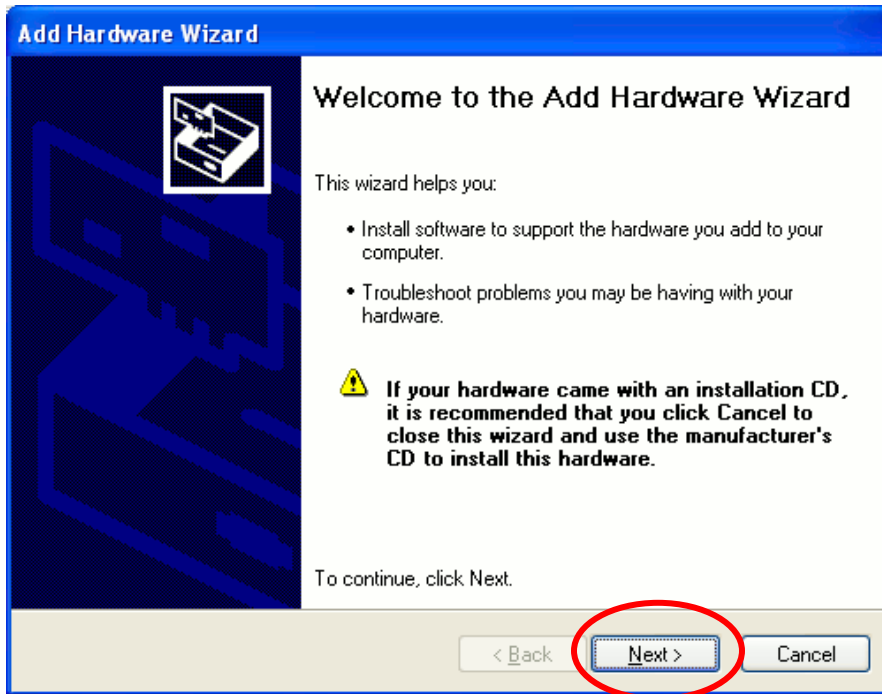 Add Hardware Wizard
Welcome to the Add Hardware Wizard
This wizard helps you:
• Install software to support the hardware you add to your
computer.
• Troubleshoot problems you may be having with your
hardware.
If your hardware came with an installation CD,
it is recommended that you click Cancel to
close this wizard and use the manufacturer's
CD to install this hardware.
To continue, click Next.
< Back Next > Cancel